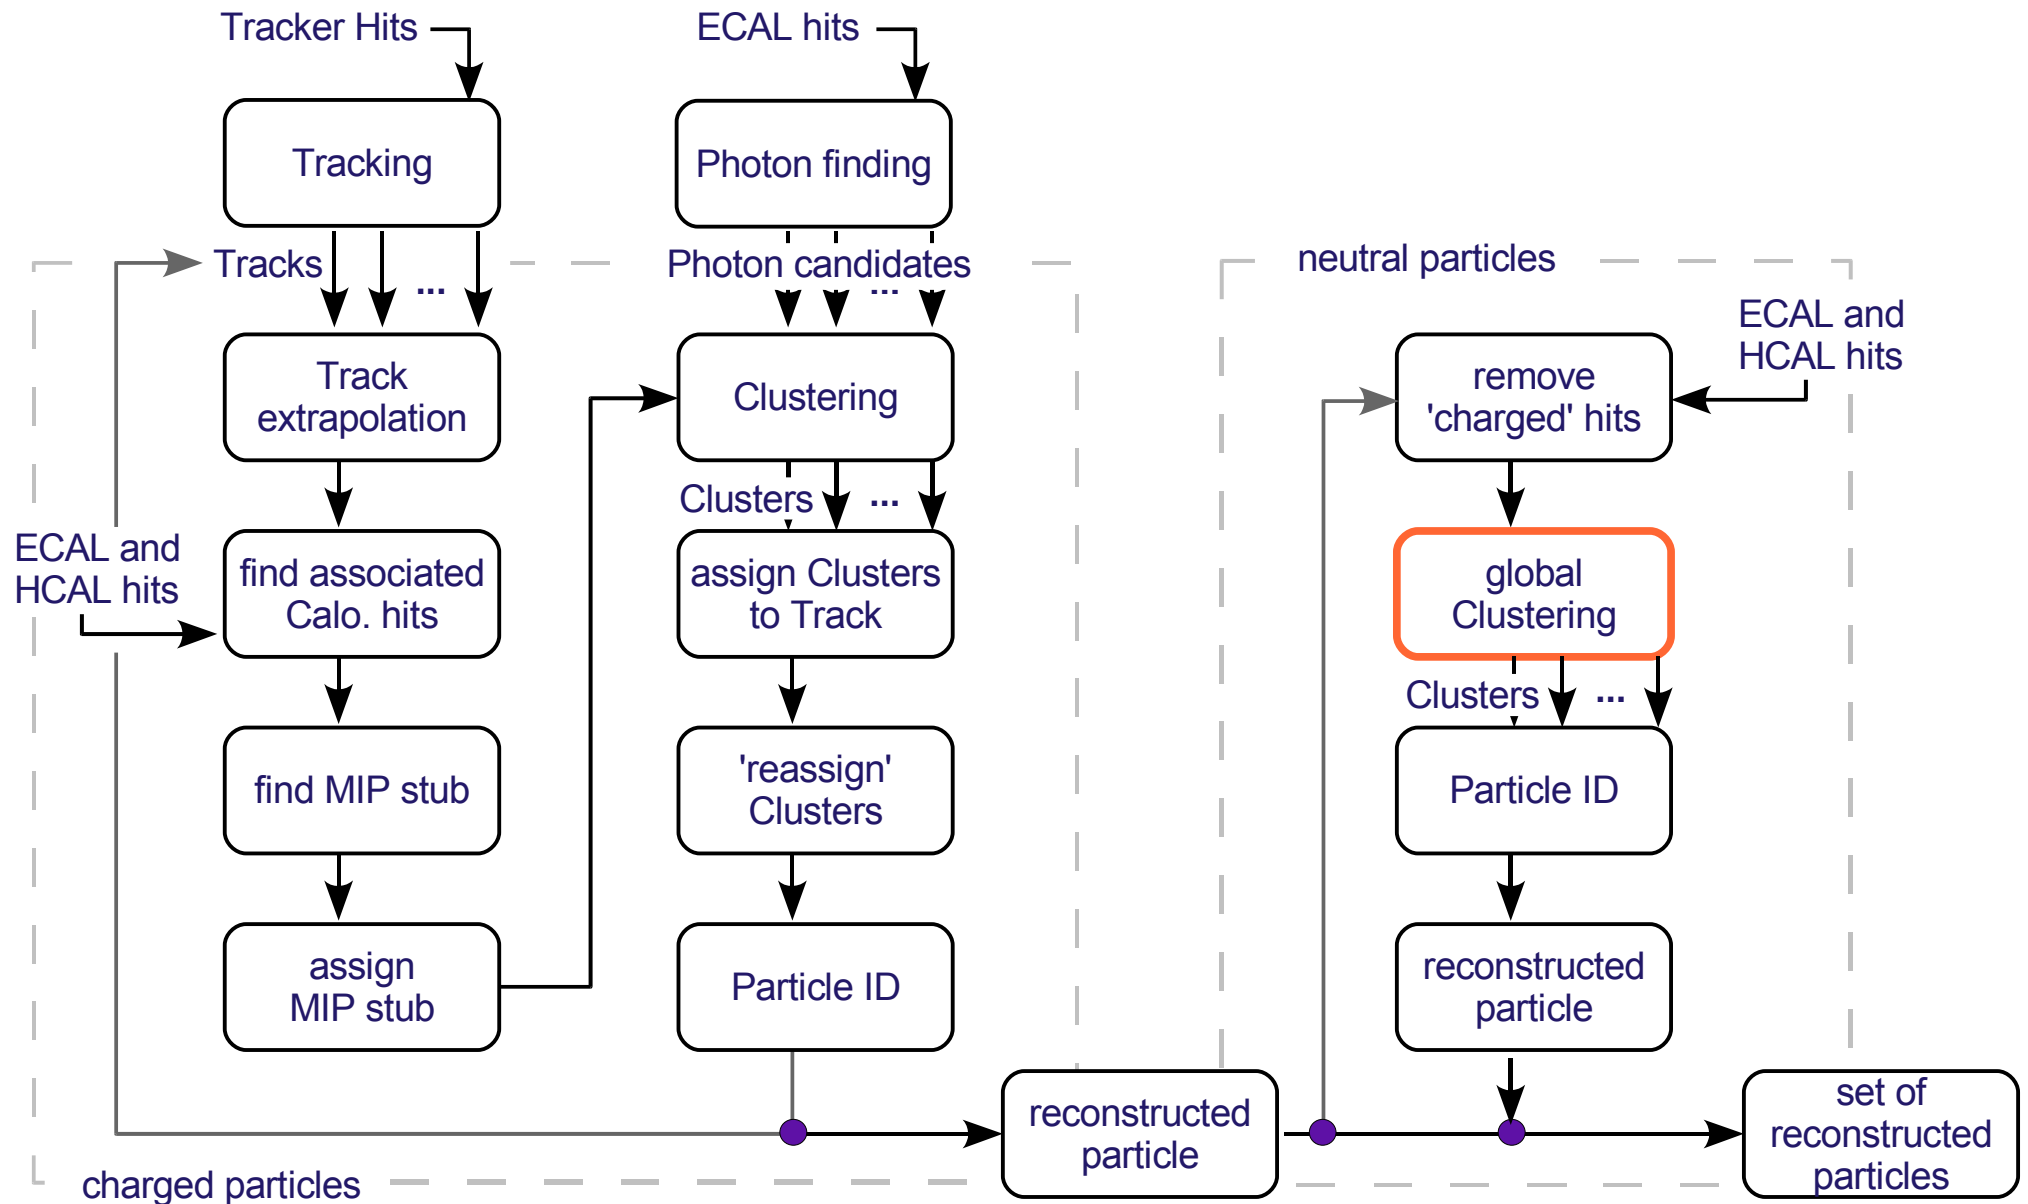 Tracker Hits
ECAL hits
Tracking
Photon finding
Tracks
...
Photon candidates
...
neutral particles
ECAL and
HCAL hits
Track
extrapolation
Clustering
remove
'charged' hits
Clusters
...
ECAL and
HCAL hits
find associated
Calo. hits
assign Clusters
to Track
global
Clustering
Clusters
...
find MIP stub
'reassign'
Clusters
Particle ID
assign
MIP stub
Particle ID
reconstructed
particle
reconstructed
particle
set of
reconstructed
particles
charged particles